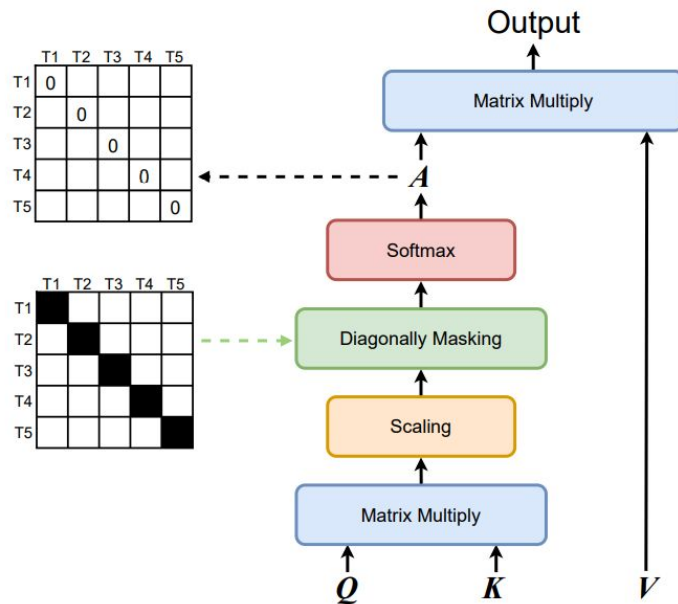 Output
T1 T2 T3 T4 T5
T1 0
T2 0
T3 0
T4 0
T5 0
Matrix Multiply
A
Softmax
T1 T2 T3 T4 T5
T1
T2
T3
T4
T5
Diagonally Masking
Scaling
Matrix Multiply
Q K V